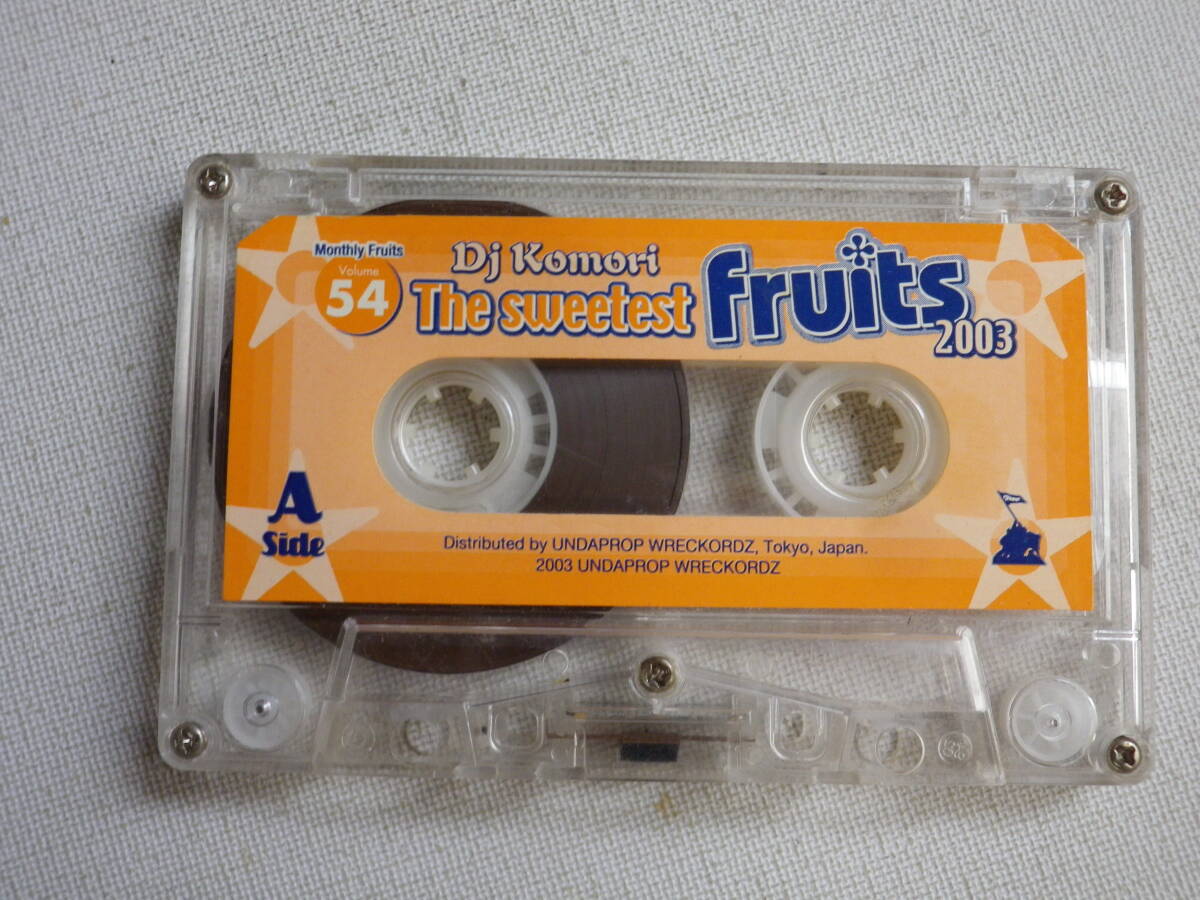 Monthly Fruits
Volume
54
Dj Komori
The sweetest
fruits
2003
A
Side
Distributed by UNDAPROP WRECKORDZ, Tokyo, Japan.
2003 UNDAPROP WRECKORDZ